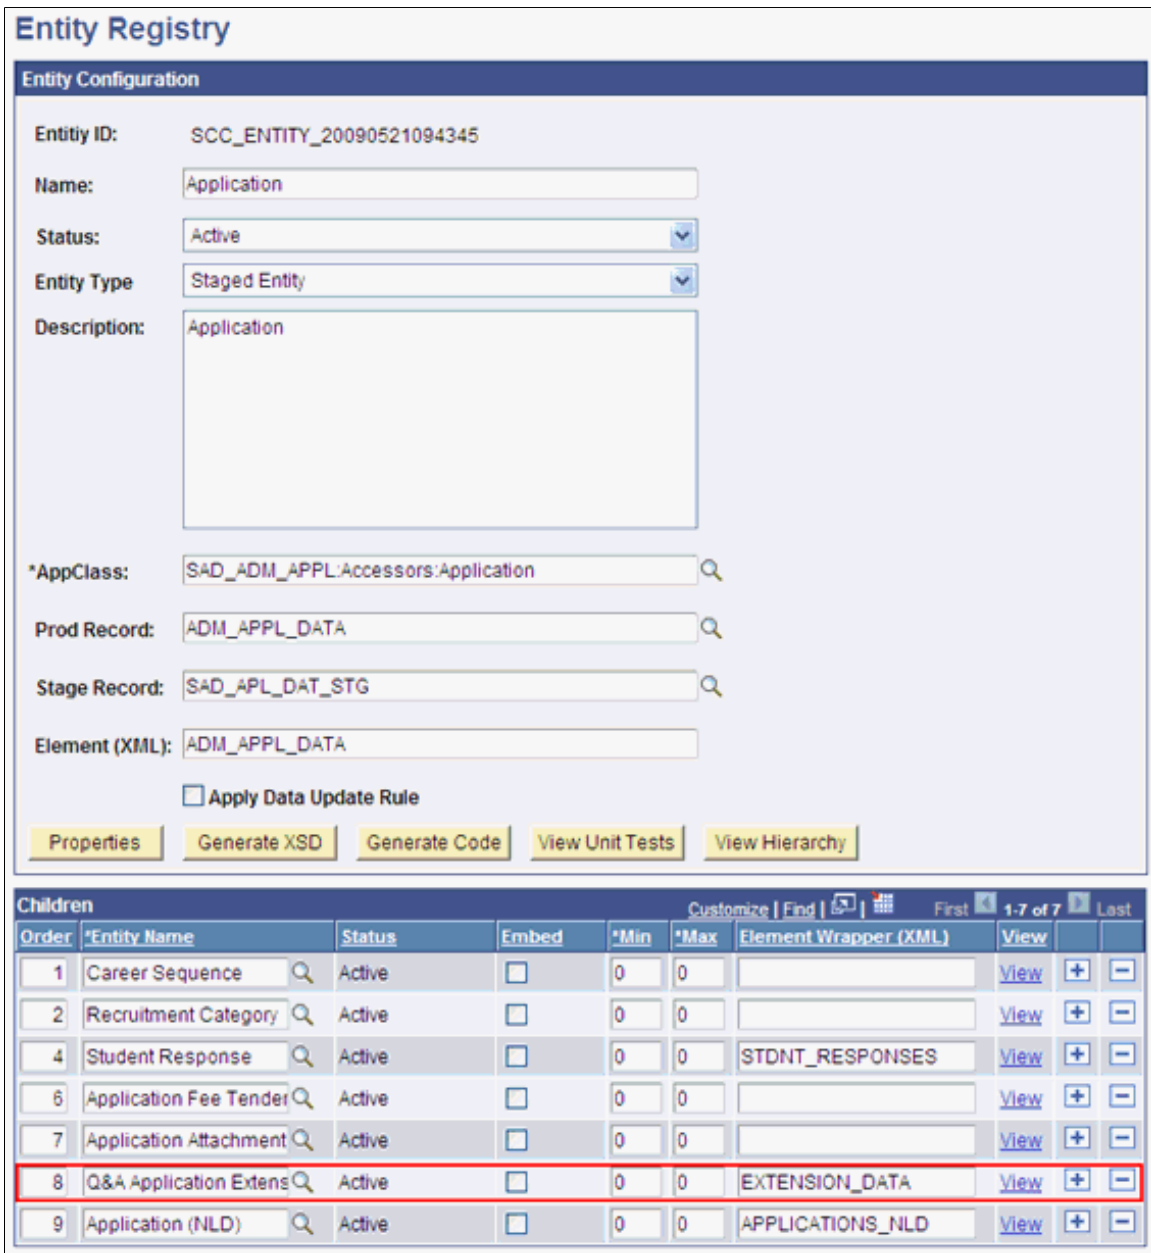 Entity Registry
Entity Configuration
Entitiy ID: SCC_ENTITY_20090521094345
Name: Application
Status: Active
Entity Type Staged Entity
Description: Application
*AppClass: SAD_ADM_APPL:Accessors:Application
Prod Record: ADM_APPL_DATA
Stage Record: SAD_APL_DAT_STG
Element (XML): ADM_APPL_DATA
Apply Data Update Rule
Properties Generate XSD Generate Code View Unit Tests View Hierarchy
Children Customize | Find | | First 1-7 of 7 Last
Order *Entity Name Status Embed *Min *Max Element Wrapper (XML) View
1 Career Sequence Active 0 0 View
2 Recruitment Category Active 0 0 View
4 Student Response Active 0 0 STDNT_RESPONSES View
6 Application Fee Tender Active 0 0 View
7 Application Attachment Active 0 0 View
8 Q&A Application Extens Active 0 0 EXTENSION_DATA View
9 Application (NLD) Active 0 0 APPLICATIONS_NLD View